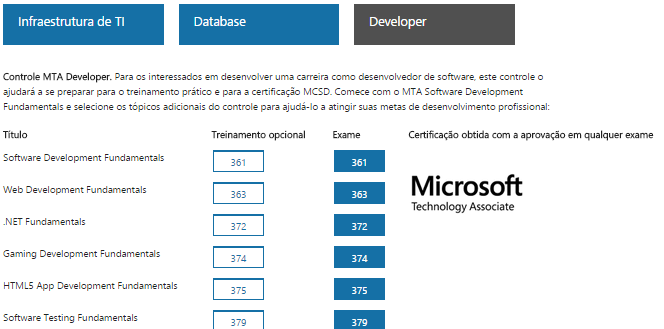 Infraestrutura de TI
Database
Developer
Controle MTA Developer. Para os interessados em desenvolver uma carreira como desenvolvedor de software, este controle o
ajudará a se preparar para o treinamento prático e para a certificação MCSD. Comece com o MTA Software Development
Fundamentals e selecione os tópicos adicionais do controle para ajudá-lo a atingir suas metas de desenvolvimento profissional:
Título Treinamento opcional Exame Certificação obtida com a aprovação em qualquer exame
Software Development Fundamentals 361 361
Web Development Fundamentals 363 363
Microsoft
Technology Associate
.NET Fundamentals 372 372
Gaming Development Fundamentals 374 374
HTML5 App Development Fundamentals 375 375
Software Testing Fundamentals 379 379